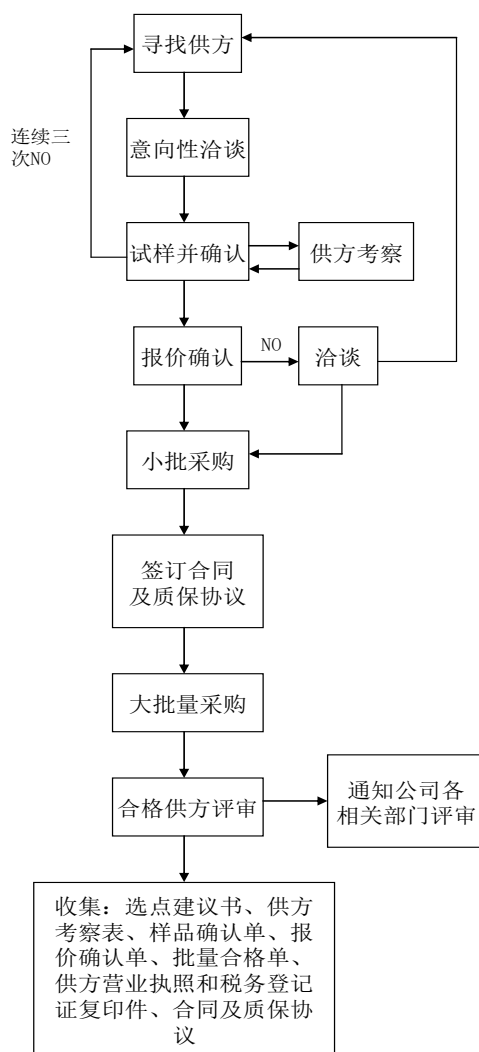 寻找供方
连续三
次NO
意向性洽谈
试样并确认
供方考察
报价确认
NO
洽谈
小批采购
签订合同
及质保协议
大批量采购
合格供方评审
通知公司各
相关部门评审
收集：选点建议书、供方
考察表、样品确认单、报
价确认单、批量合格单、
供方营业执照和税务登记
证复印件、合同及质保协
议